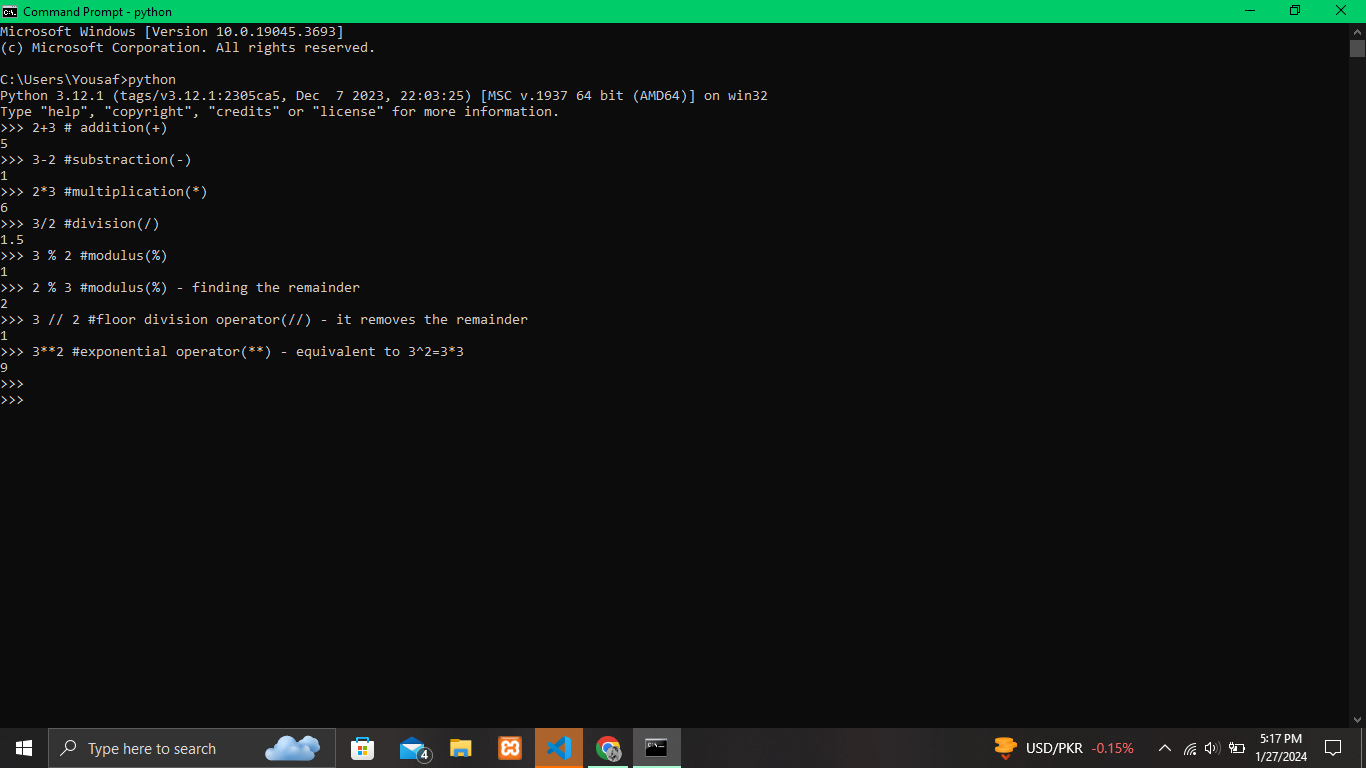 Command Prompt - python
Microsoft Windows [Version 10.0.19045.3693]
(c) Microsoft Corporation. All rights reserved.
C:\Users\Yousaf>python
Python 3.12.1 (tags/v3.12.1:2305ca5, Dec  7 2023, 22:03:25) [MSC v.1937 64 bit (AMD64)] on win32
Type "help", "copyright", "credits" or "license" for more information.
>>> 2+3 # addition(+)
5
>>> 3-2 #substraction(-)
1
>>> 2*3 #multiplication(*)
6
>>> 3/2 #division(/)
1.5
>>> 3 % 2 #modulus(%)
1
>>> 2 % 3 #modulus(%) - finding the remainder
2
>>> 3 // 2 #floor division operator(//) - it removes the remainder
1
>>> 3**2 #exponential operator(**) - equivalent to 3^2=3*3
9
>>>
>>>
Type here to search
4
USD/PKR -0.15%
5:17 PM
1/27/2024